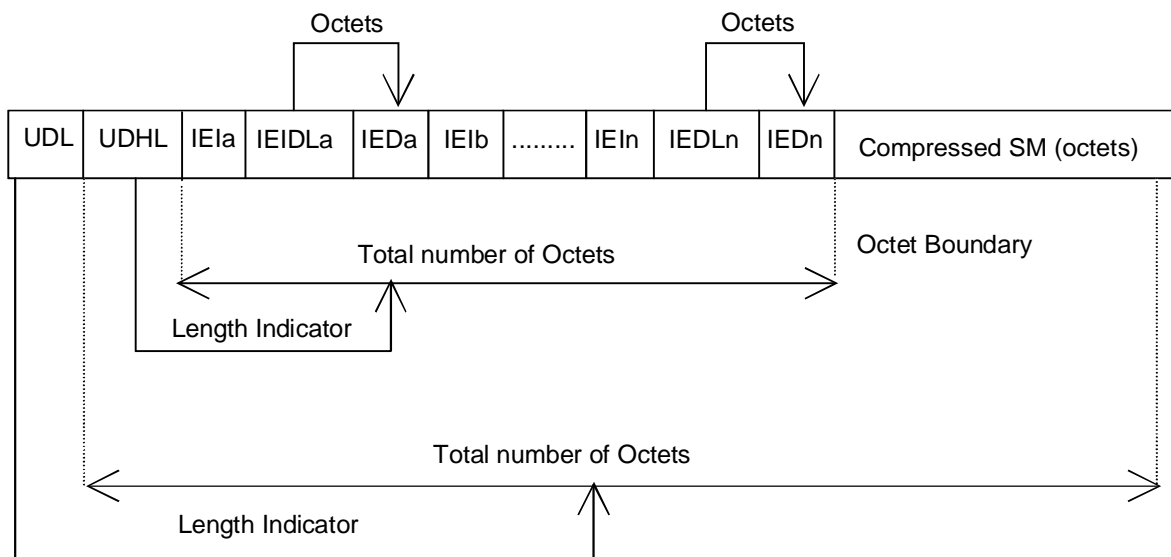 Octets
Octets
UDL UDHL IEIa IEIDLa IEDa IEIb ......... IEIn IEDLn IEDn Compressed SM (octets)
Total number of Octets
Octet Boundary
Length Indicator
Total number of Octets
Length Indicator